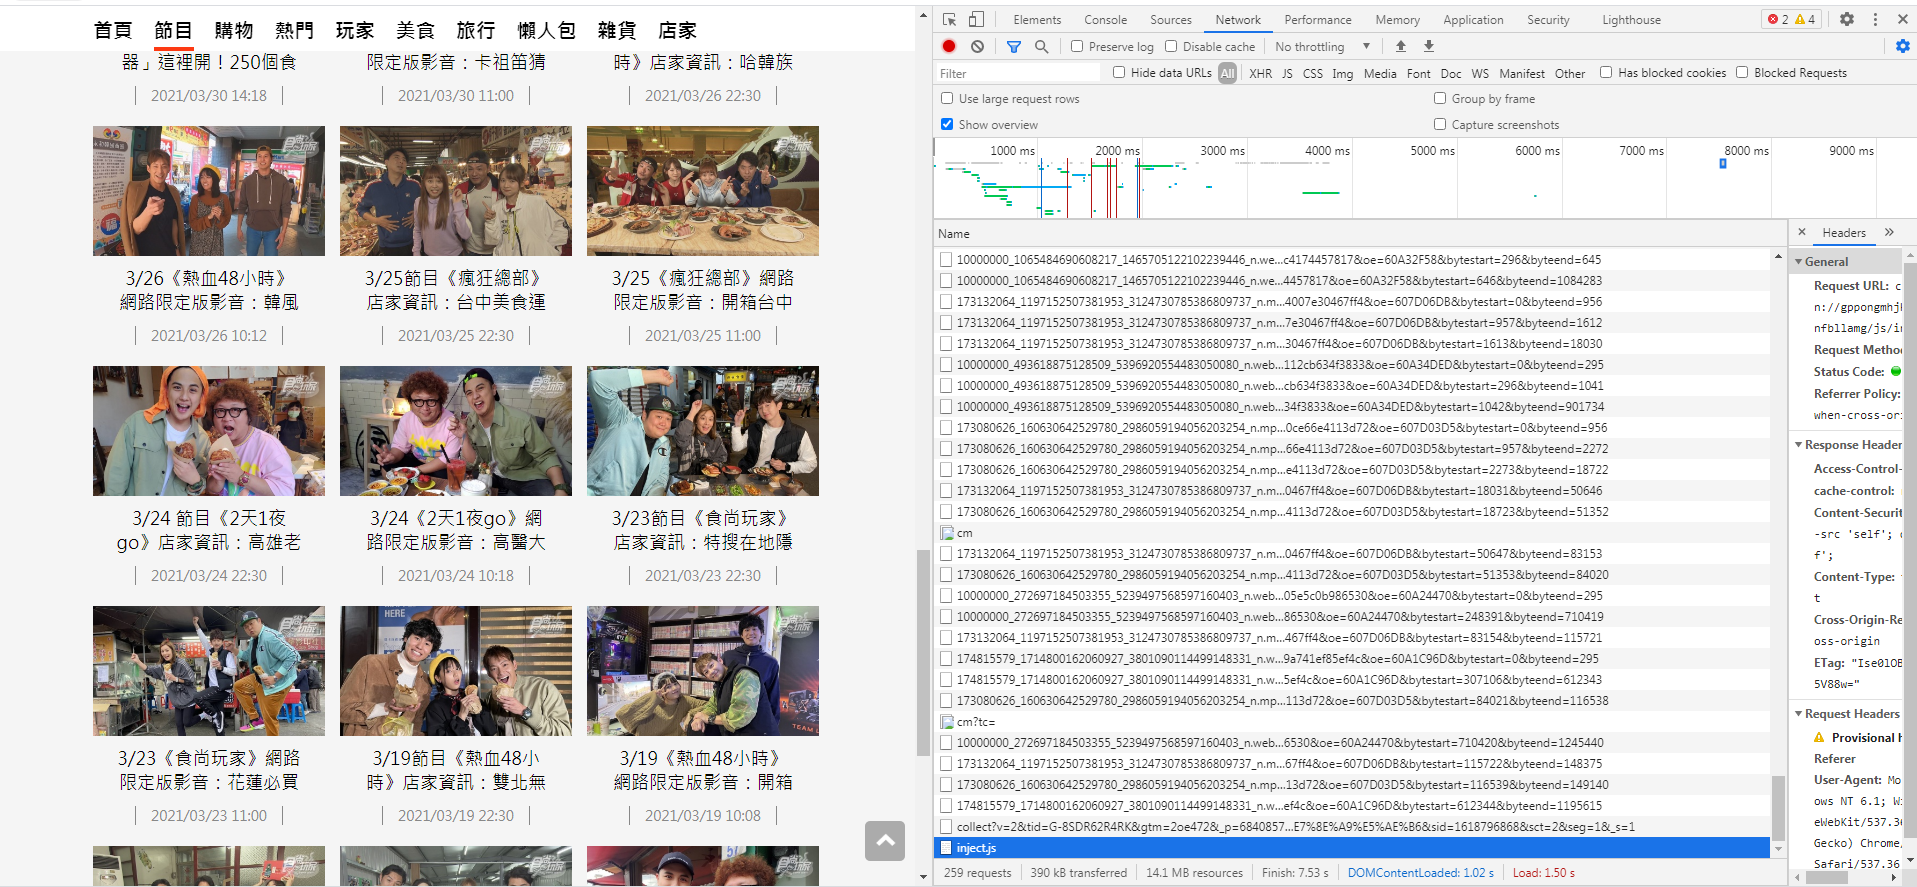 首頁 節目 購物 熱門 玩家 美食 旅行 懶人包 雜貨 店家
器」這裡開！250個食
2021/03/30 14:18
限定版影音：卡祖笛猜
2021/03/30 11:00
時》店家資訊：哈韓族
2021/03/26 22:30
3/26《熱血48小時》
網路限定版影音：韓風
2021/03/26 10:12
3/25節目《瘋狂總部》
店家資訊：台中美食運
2021/03/25 22:30
3/25《瘋狂總部》網路
限定版影音：開箱台中
2021/03/25 11:00
3/24 節目《2天1夜
go》店家資訊：高雄老
2021/03/24 22:30
3/24《2天1夜go》網
路限定版影音：高醫大
2021/03/24 10:18
3/23節目《食尚玩家》
店家資訊：特搜在地隱
2021/03/23 22:30
3/23《食尚玩家》網路
限定版影音：花蓮必買
2021/03/23 11:00
3/19節目《熱血48小
時》店家資訊：雙北無
2021/03/19 22:30
3/19《熱血48小時》
網路限定版影音：開箱
2021/03/19 10:08
Elements Console Sources Network Performance Memory Application Security Lighthouse 2 4
Preserve log Disable cache No throttling
Filter Hide data URLs All XHR JS CSS Img Media Font Doc WS Manifest Other Has blocked cookies Blocked Requests
Use large request rows Group by frame
Show overview Capture screenshots
1000 ms 2000 ms 3000 ms 4000 ms 5000 ms 6000 ms 7000 ms 8000 ms 9000 ms
Name
10000000_1065484690608217_1465705122102239446_n.we...c4174457817&oe=60A32F58&bytestart=296&byteend=645
10000000_1065484690608217_1465705122102239446_n.we...4457817&oe=60A32F58&bytestart=646&byteend=1084283
173132064_1197152507381953_3124730785386809737_n.m...4007e30467ff4&oe=607D06DB&bytestart=0&byteend=956
173132064_1197152507381953_3124730785386809737_n.m...7e30467ff4&oe=607D06DB&bytestart=957&byteend=1612
173132064_1197152507381953_3124730785386809737_n.m...30467ff4&oe=607D06DB&bytestart=1613&byteend=18030
10000000_493618875128509_5396920554483050080_n.web...112cb634f3833&oe=60A34DED&bytestart=0&byteend=295
10000000_493618875128509_5396920554483050080_n.web...cb634f3833&oe=60A34DED&bytestart=296&byteend=1041
10000000_493618875128509_5396920554483050080_n.web...34f3833&oe=60A34DED&bytestart=1042&byteend=901734
173080626_160630642529780_2986059194056203254_n.mp...0ce66e4113d72&oe=607D03D5&bytestart=0&byteend=956
173080626_160630642529780_2986059194056203254_n.mp...66e4113d72&oe=607D03D5&bytestart=957&byteend=2272
173080626_160630642529780_2986059194056203254_n.mp...e4113d72&oe=607D03D5&bytestart=2273&byteend=18722
173132064_1197152507381953_3124730785386809737_n.m...0467ff4&oe=607D06DB&bytestart=18031&byteend=50646
173080626_160630642529780_2986059194056203254_n.mp...4113d72&oe=607D03D5&bytestart=18723&byteend=51352
cm
173132064_1197152507381953_3124730785386809737_n.m...0467ff4&oe=607D06DB&bytestart=50647&byteend=83153
173080626_160630642529780_2986059194056203254_n.mp...4113d72&oe=607D03D5&bytestart=51353&byteend=84020
10000000_272697184503355_5239497568597160403_n.web...05e5c0b986530&oe=60A24470&bytestart=0&byteend=295
10000000_272697184503355_5239497568597160403_n.web...86530&oe=60A24470&bytestart=248391&byteend=710419
173132064_1197152507381953_3124730785386809737_n.m...467ff4&oe=607D06DB&bytestart=83154&byteend=115721
174815579_1714800162060927_3801090114499148331_n.w...9a741ef85ef4c&oe=60A1C96D&bytestart=0&byteend=295
174815579_1714800162060927_3801090114499148331_n.w...5ef4c&oe=60A1C96D&bytestart=307106&byteend=612343
173080626_160630642529780_2986059194056203254_n.mp...113d72&oe=607D03D5&bytestart=84021&byteend=116538
cm?tc=
10000000_272697184503355_5239497568597160403_n.web...6530&oe=60A24470&bytestart=710420&byteend=1245440
173132064_1197152507381953_3124730785386809737_n.m...67ff4&oe=607D06DB&bytestart=115722&byteend=148375
173080626_160630642529780_2986059194056203254_n.mp...13d72&oe=607D03D5&bytestart=116539&byteend=149140
174815579_1714800162060927_3801090114499148331_n.w...ef4c&oe=60A1C96D&bytestart=612344&byteend=1195615
collect?v=2&tid=G-8SDR62R4RK&gtm=2oe472&_p=6840857...E7%8E%A9%E5%AE%B6&sid=1618796868&sct=2&seg=1&_s=1
inject.js
259 requests 390 kB transferred 14.1 MB resources Finish: 7.53 s DOMContentLoaded: 1.02 s Load: 1.50 s
Headers
General
Request URL: c
n://gppongmhj
nfbllamg/js/in
Request Metho
Status Code:
Referrer Policy:
when-cross-ori
Response Header
Access-Control-
cache-control:
Content-Securit
-src 'self'; 
f';
Content-Type:
t
Cross-Origin-Re
oss-origin
ETag: "Ise0lOB
5V88w="
Request Headers
Provisional h
Referer
User-Agent: Mo
ows NT 6.1; Wi
eWebKit/537.36
Gecko) Chrome/
Safari/537.36